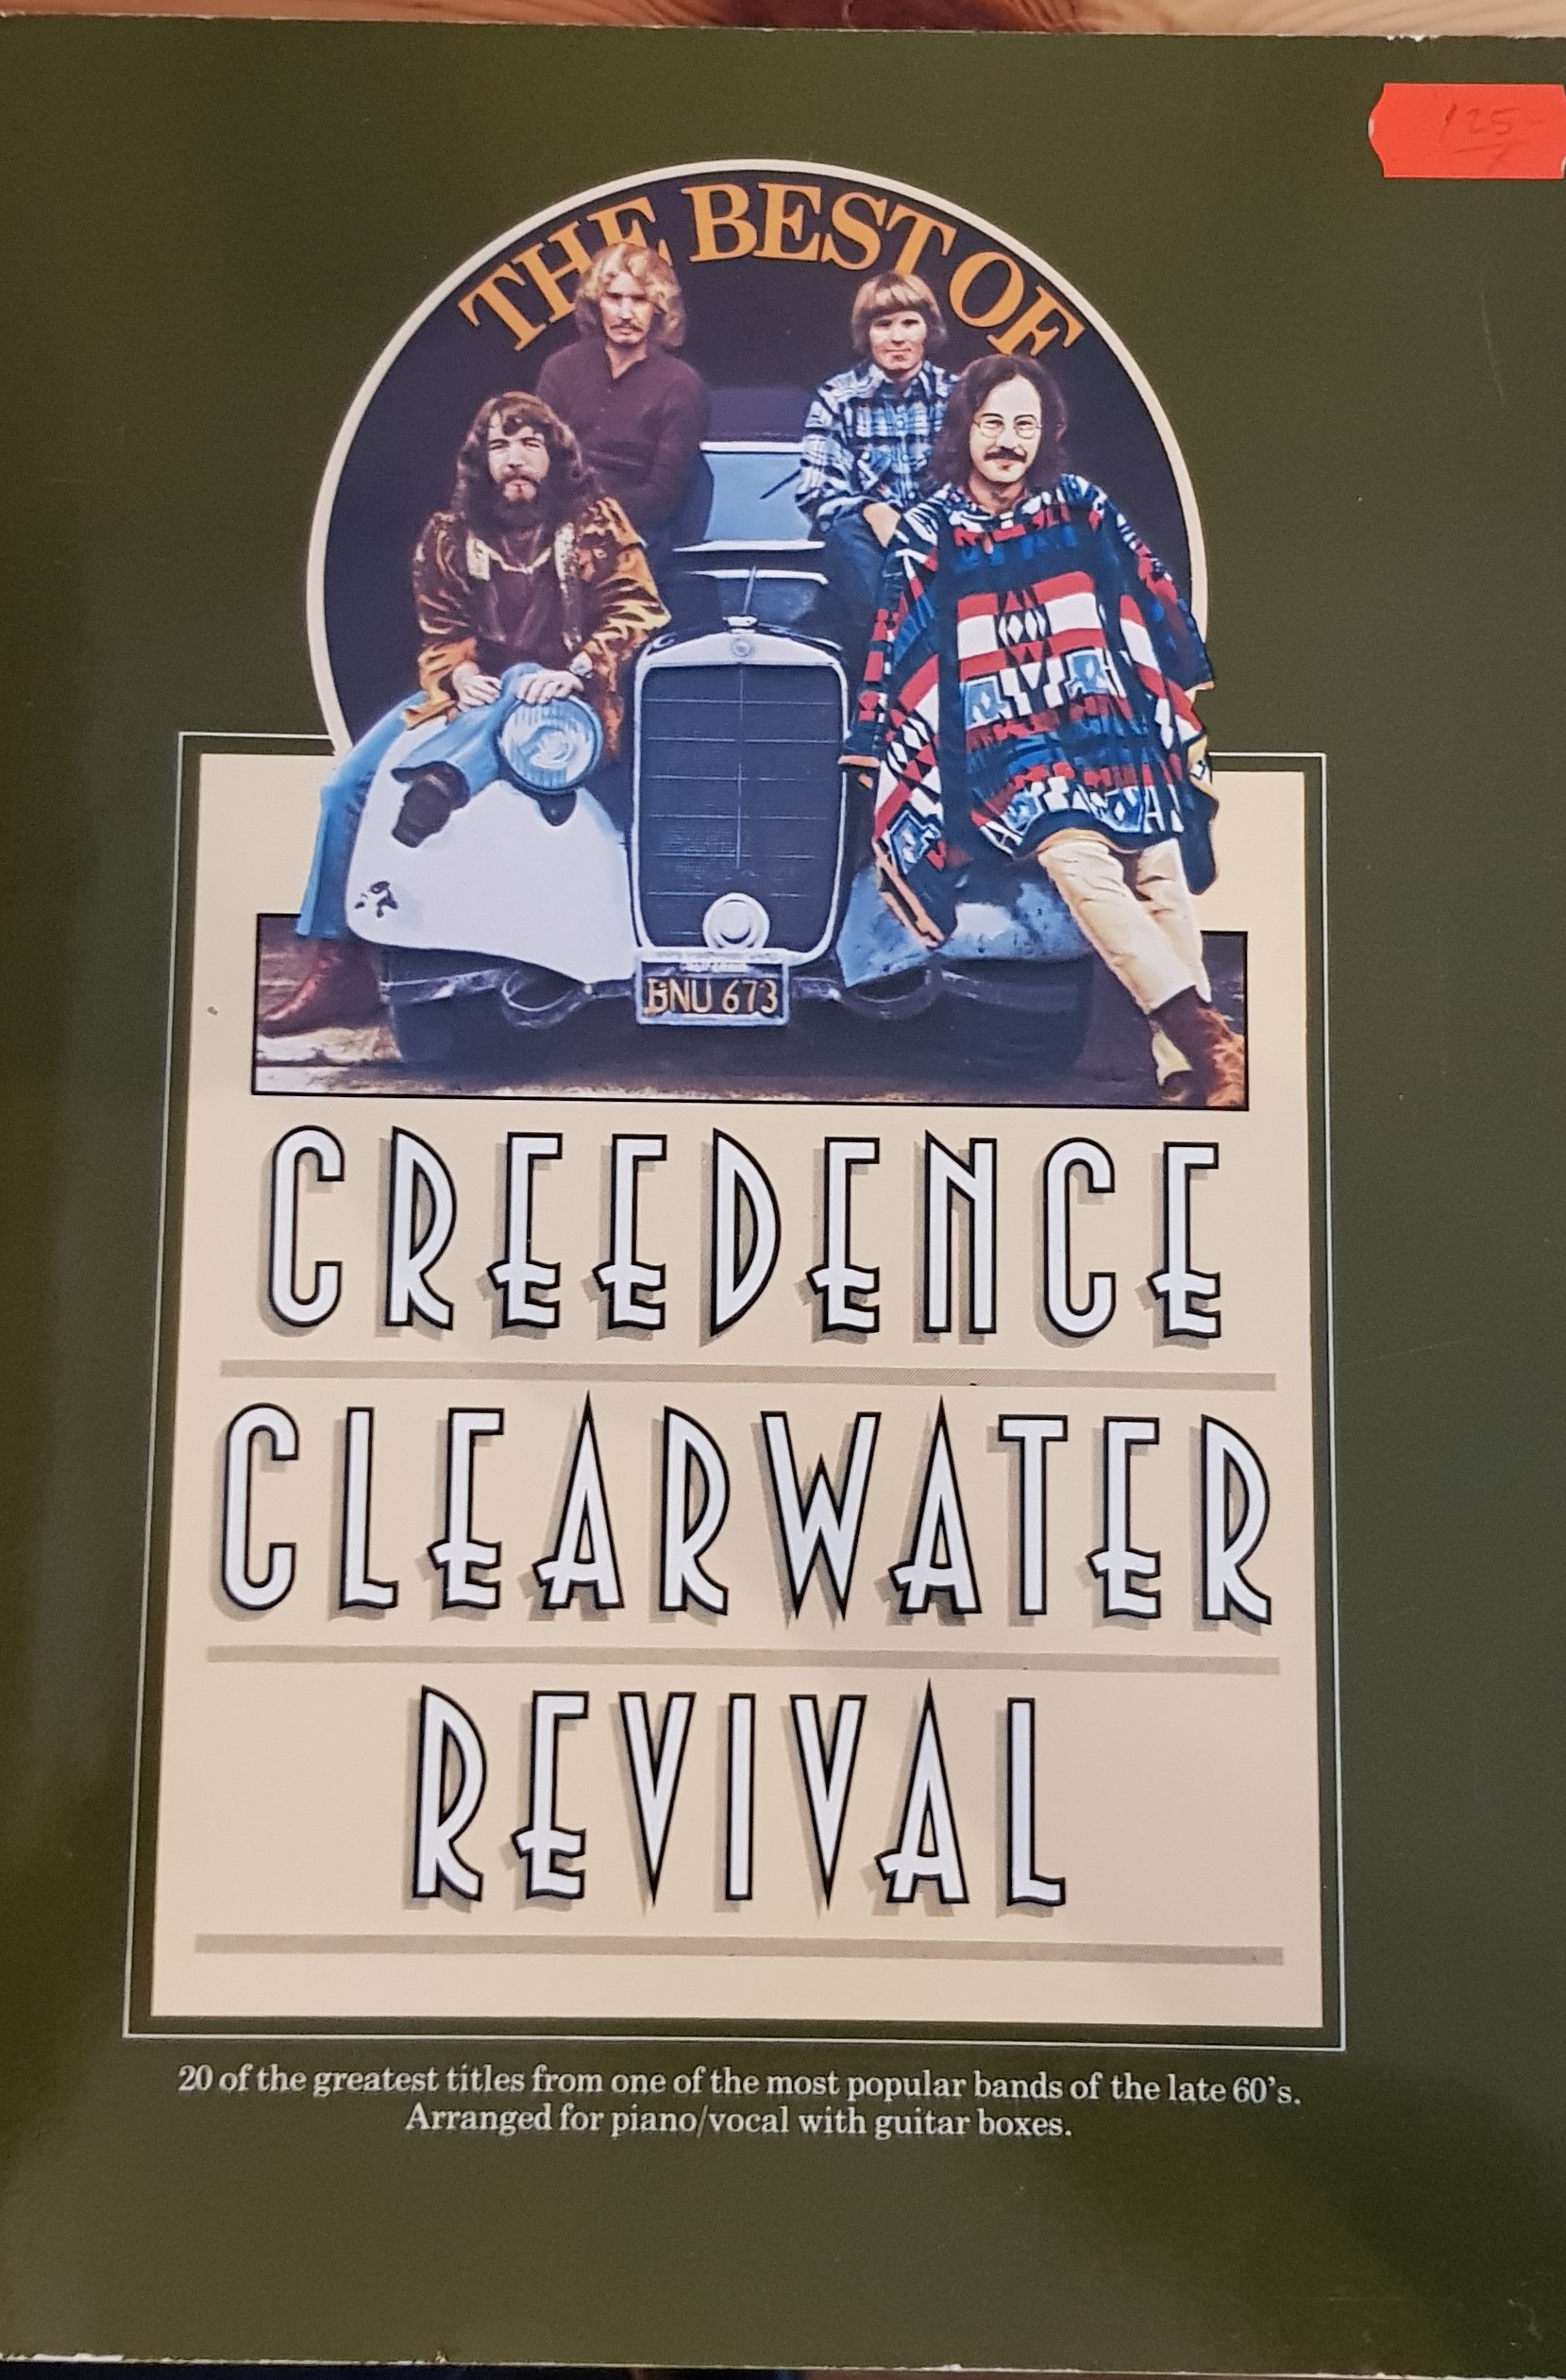 125-
THE BEST OF
BNU 673
CREEDENCE
CLEARWATER
REVIVAL
20 of the greatest titles from one of the most popular bands of the late 60's.
Arranged for piano/vocal with guitar boxes.